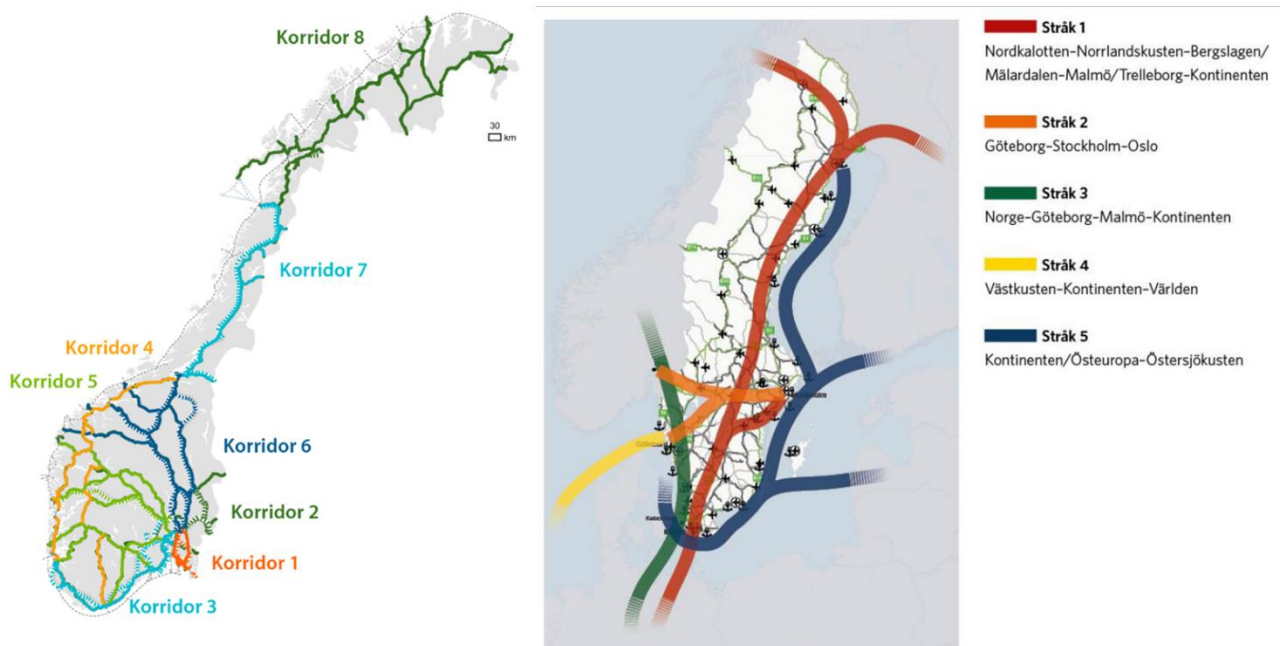 Korridor 8
30
km
Korridor 7
Korridor 4
Korridor 5
Korridor 6
Korridor 2
Korridor 1
Korridor 3
Stråk 1
Nordkalotten–Norrlandskusten–Bergslagen/
Mälardalen–Malmö/Trelleborg–Kontinenten
Stråk 2
Göteborg–Stockholm–Oslo
Stråk 3
Norge–Göteborg–Malmö–Kontinenten
Stråk 4
Västkusten–Kontinenten–Världen
Stråk 5
Kontinenten/Östeuropa–Östersjökusten